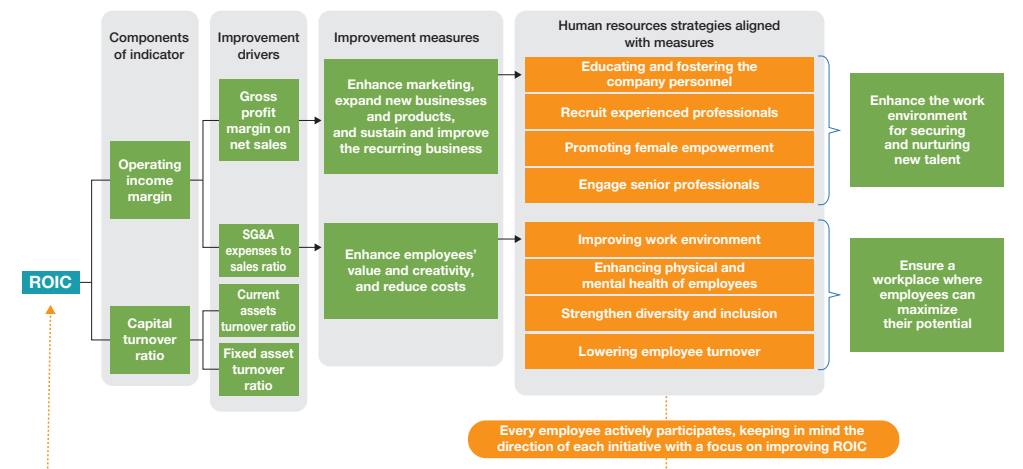 Components
of indicator
Improvement
drivers
Improvement measures
Human resources strategies aligned
with measures
ROIC
Operating
income
margin
Capital
turnover
ratio
Gross
profit
margin on
net sales
SG&A
expenses to
sales ratio
Current
assets
turnover ratio
Fixed asset
turnover
ratio
Enhance marketing,
expand new businesses
and products,
and sustain and improve
the recurring business
Enhance employees'
value and creativity,
and reduce costs
Educating and fostering the
company personnel
Recruit experienced professionals
Promoting female empowerment
Engage senior professionals
Improving work environment
Enhancing physical and
mental health of employees
Strengthen diversity and inclusion
Lowering employee turnover
Enhance the work
environment
for securing
and nurturing
new talent
Ensure a
workplace where
employees can
maximize
their potential
Every employee actively participates, keeping in mind the
direction of each initiative with a focus on improving ROIC